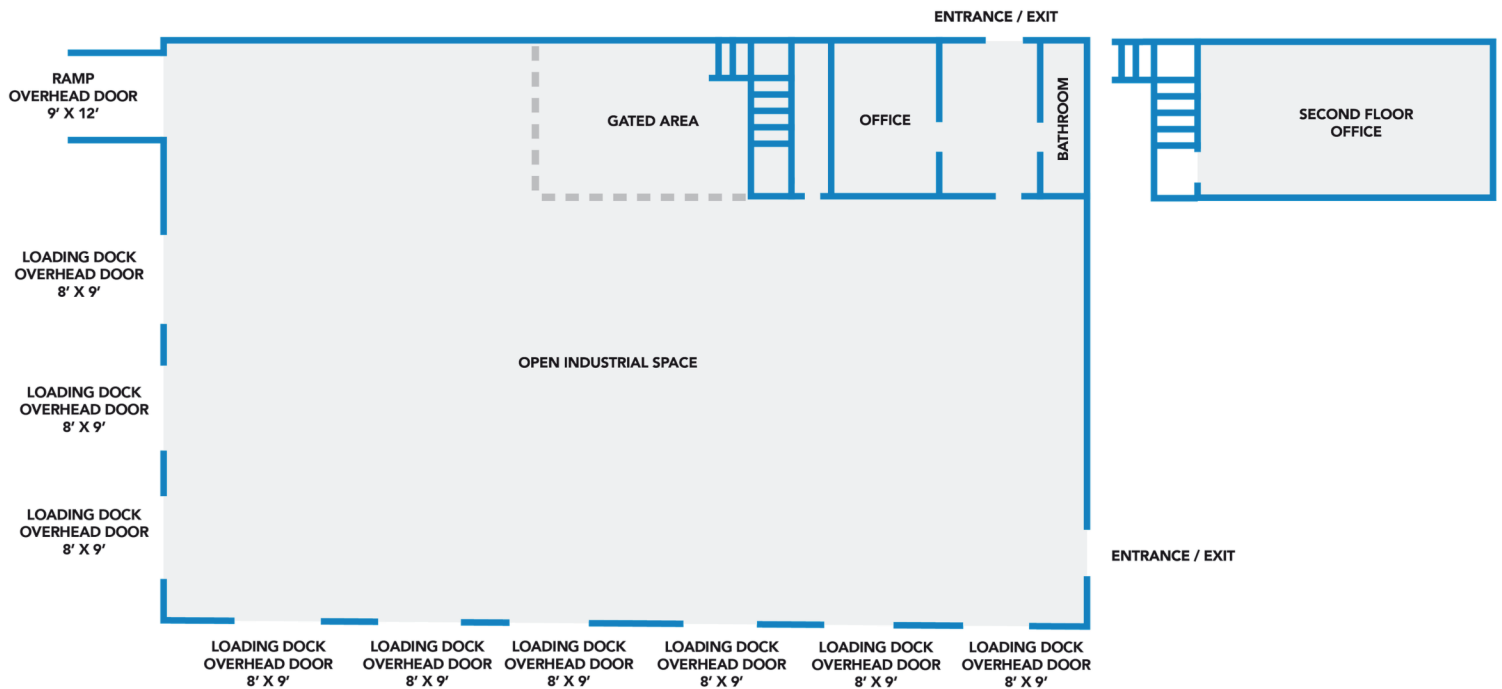 ENTRANCE / EXIT
RAMP
OVERHEAD DOOR
9’ X 12’
GATED AREA
OFFICE
BATHROOM
SECOND FLOOR
OFFICE
LOADING DOCK
OVERHEAD DOOR
8’ X 9’
OPEN INDUSTRIAL SPACE
LOADING DOCK
OVERHEAD DOOR
8’ X 9’
LOADING DOCK
OVERHEAD DOOR
8’ X 9’
ENTRANCE / EXIT
LOADING DOCK
OVERHEAD DOOR
8’ X 9’
LOADING DOCK
OVERHEAD DOOR
8’ X 9’
LOADING DOCK
OVERHEAD DOOR
8’ X 9’
LOADING DOCK
OVERHEAD DOOR
8’ X 9’
LOADING DOCK
OVERHEAD DOOR
8’ X 9’
LOADING DOCK
OVERHEAD DOOR
8’ X 9’